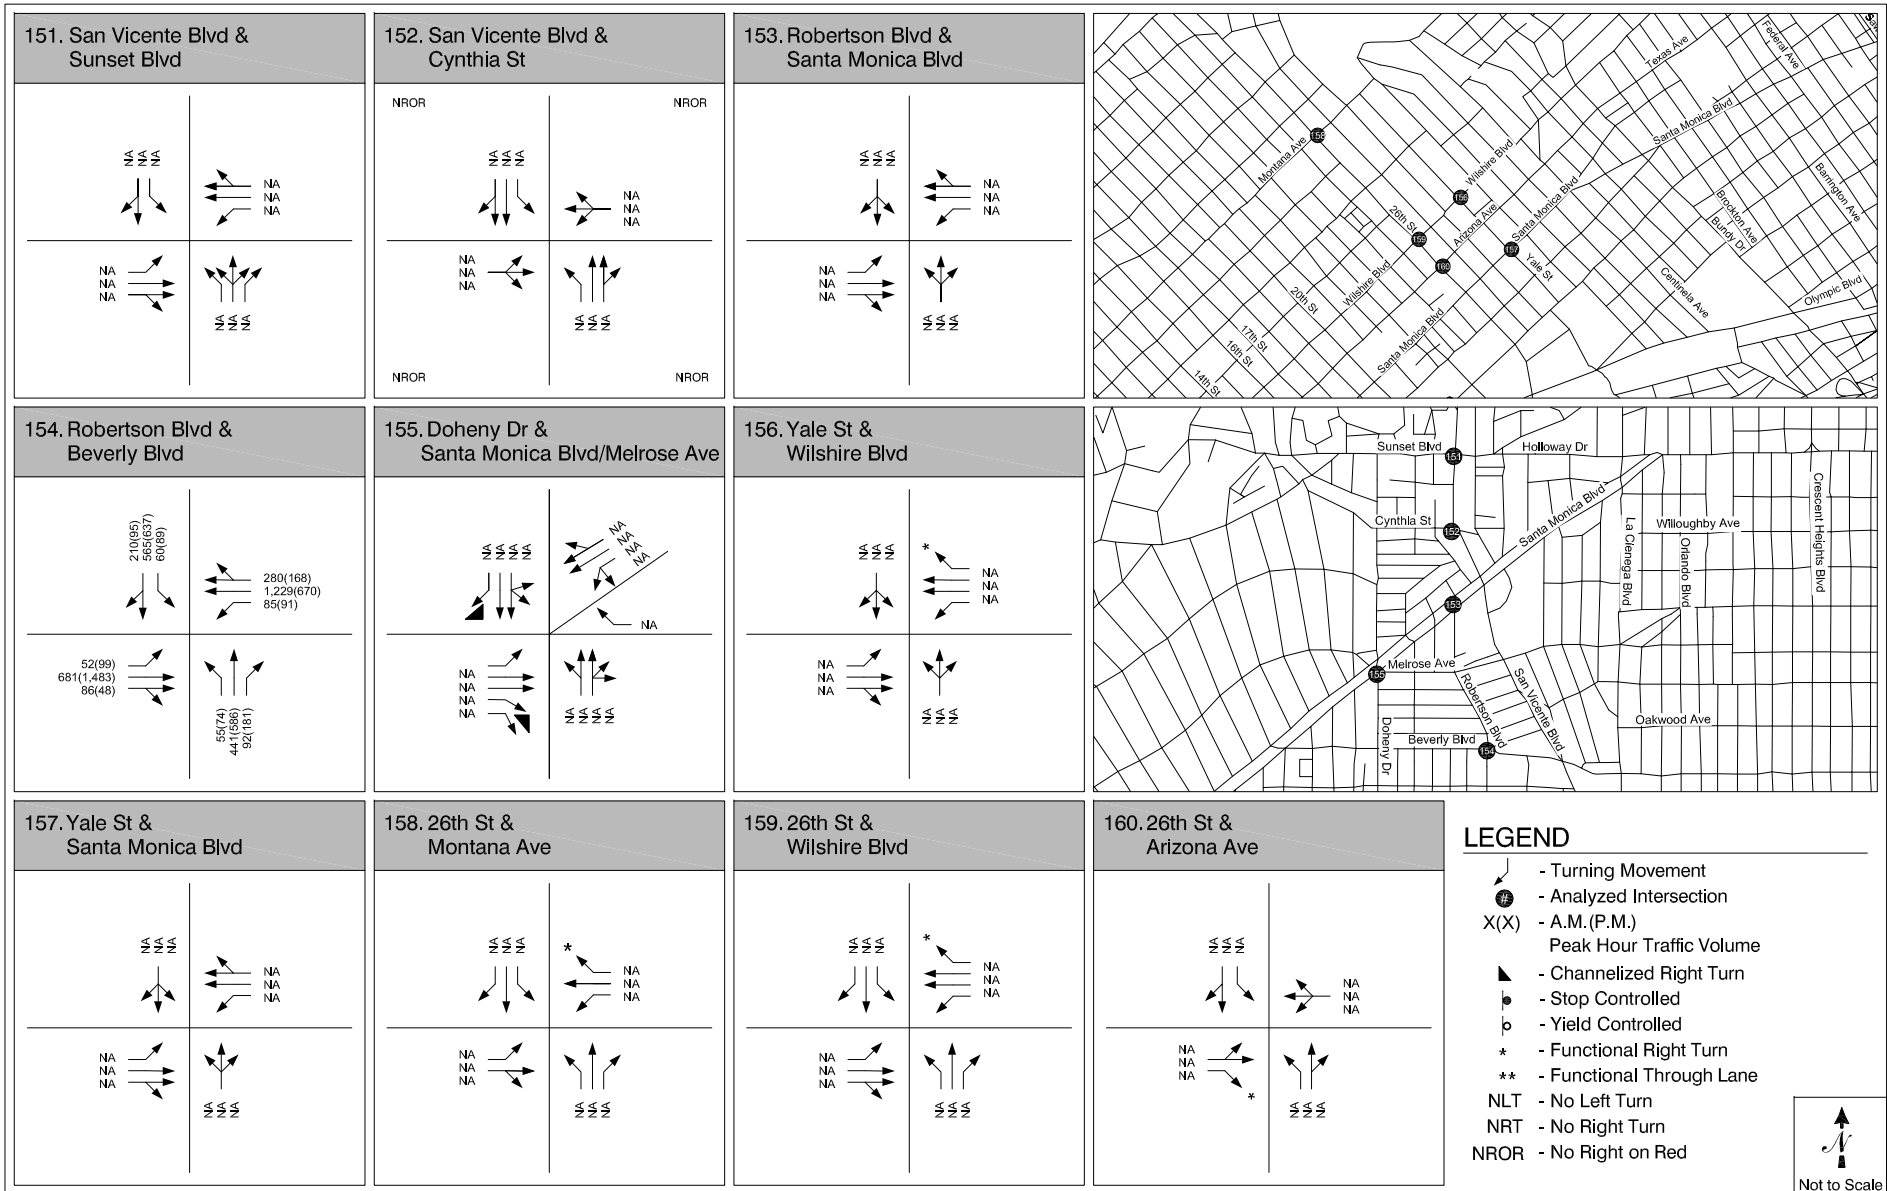 151. San Vicente Blvd &
Sunset Blvd
NA NA NA
NA
NA
NA
NA
NA
NA
NA NA NA
152. San Vicente Blvd &
Cynthia St
NROR
NROR
NA NA NA
NA
NA
NA
NA
NA
NA
NA NA NA
NROR
NROR
153. Robertson Blvd &
Santa Monica Blvd
NA NA NA
NA
NA
NA
NA
NA
NA
NA NA NA
Texas Ave
Federal Ave
Santa Monica Blvd
158
Montana Ave
Wilshire Blvd
156
Barrington Ave
Brockton Ave
Bundy Dr
26th St
159
Arizona Ave
Santa Monica Blvd
157
Yale St
160
Wilshire Blvd
Centinela Ave
Olympic Blvd
20th St
17th St
16th St
14th St
Santa Monica Blvd
154. Robertson Blvd &
Beverly Blvd
210(95)
565(637)
60(89)
280(168)
1,229(670)
85(91)
52(99)
681(1,483)
86(48)
55(74)
441(586)
92(181)
155. Doheny Dr &
Santa Monica Blvd/Melrose Ave
NA NA NA NA
NA
NA
NA
NA
NA
NA
NA
NA
NA
NA
NA NA NA NA
156. Yale St &
Wilshire Blvd
NA NA NA
*
NA
NA
NA
NA
NA
NA
NA NA NA
Sunset Blvd
151
Holloway Dr
Cynthia St
152
Santa Monica Blvd
La Cienega Blvd
Willoughby Ave
Orlando Blvd
Crescent Heights Blvd
153
Melrose Ave
155
Robertson Blvd
San Vicente Blvd
Oakwood Ave
Doheny Dr
Beverly Blvd
154
157. Yale St &
Santa Monica Blvd
NA NA NA
NA
NA
NA
NA
NA
NA
NA NA NA
158. 26th St &
Montana Ave
NA NA NA
*
NA
NA
NA
NA
NA
NA
NA NA NA
159. 26th St &
Wilshire Blvd
NA NA NA
*
NA
NA
NA
NA
NA
NA
NA NA NA
160. 26th St &
Arizona Ave
NA NA NA
NA
NA
NA
NA
NA
NA
*
NA NA NA
LEGEND
- Turning Movement
# - Analyzed Intersection
X(X) - A.M.(P.M.)
Peak Hour Traffic Volume
- Channelized Right Turn
- Stop Controlled
- Yield Controlled
* - Functional Right Turn
** - Functional Through Lane
NLT - No Left Turn
NRT - No Right Turn
NROR - No Right on Red
N
Not to Scale